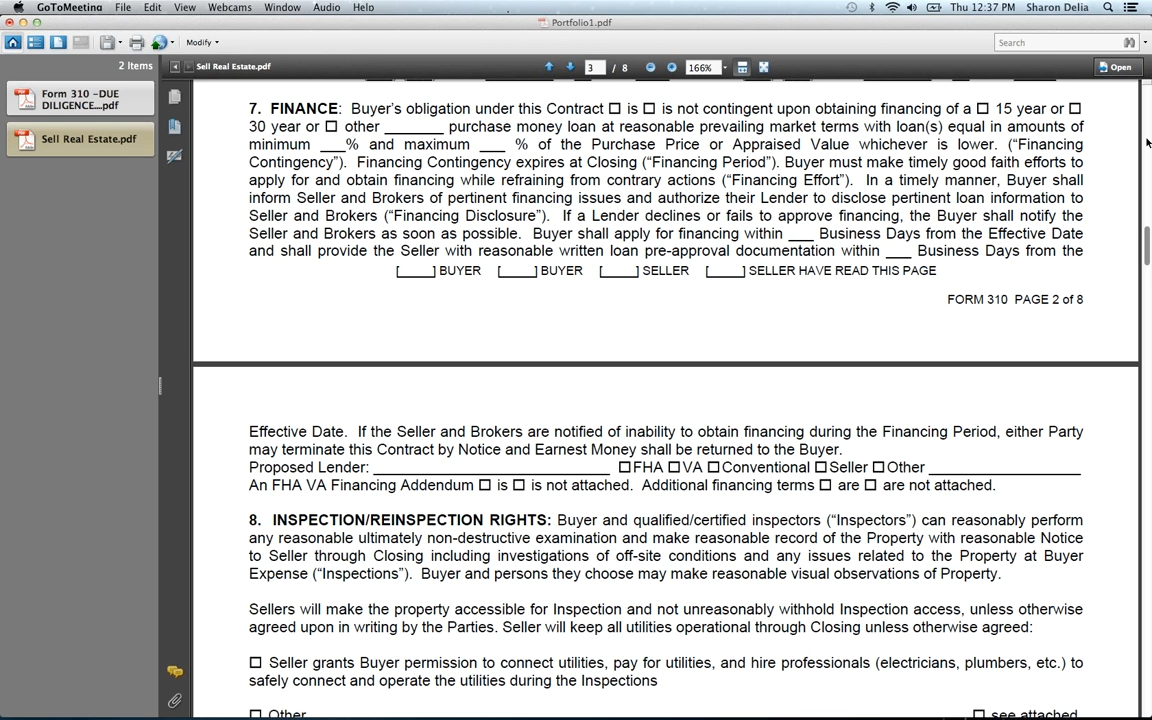 GoToMeeting File Edit View Webcams Window Audio Help Thu 12:37 PM Sharon Delia
Portfolio1.pdf
Modify Search
2 Items Sell Real Estate.pdf 3 / 8 166% Open
Form 310 –DUE
DILIGENCE....pdf
Sell Real Estate.pdf
7. FINANCE: Buyer's obligation under this Contract ☐ is ☐ is not contingent upon obtaining financing of a ☐ 15 year or ☐
30 year or ☐ other _______ purchase money loan at reasonable prevailing market terms with loan(s) equal in amounts of
minimum ___% and maximum ___ % of the Purchase Price or Appraised Value whichever is lower. ("Financing
Contingency"). Financing Contingency expires at Closing ("Financing Period"). Buyer must make timely good faith efforts to
apply for and obtain financing while refraining from contrary actions ("Financing Effort"). In a timely manner, Buyer shall
inform Seller and Brokers of pertinent financing issues and authorize their Lender to disclose pertinent loan information to
Seller and Brokers ("Financing Disclosure"). If a Lender declines or fails to approve financing, the Buyer shall notify the
Seller and Brokers as soon as possible. Buyer shall apply for financing within ___ Business Days from the Effective Date
and shall provide the Seller with reasonable written loan pre-approval documentation within ___ Business Days from the
[_____] BUYER [_____] BUYER [_____] SELLER [_____] SELLER HAVE READ THIS PAGE
FORM 310 PAGE 2 of 8
Effective Date. If the Seller and Brokers are notified of inability to obtain financing during the Financing Period, either Party
may terminate this Contract by Notice and Earnest Money shall be returned to the Buyer.
Proposed Lender: ____________________________ ☐FHA ☐VA ☐Conventional ☐Seller ☐Other __________________
An FHA VA Financing Addendum ☐ is ☐ is not attached. Additional financing terms ☐ are ☐ are not attached.
8. INSPECTION/REINSPECTION RIGHTS: Buyer and qualified/certified inspectors ("Inspectors") can reasonably perform
any reasonable ultimately non-destructive examination and make reasonable record of the Property with reasonable Notice
to Seller through Closing including investigations of off-site conditions and any issues related to the Property at Buyer
Expense ("Inspections"). Buyer and persons they choose may make reasonable visual observations of Property.
Sellers will make the property accessible for Inspection and not unreasonably withhold Inspection access, unless otherwise
agreed upon in writing by the Parties. Seller will keep all utilities operational through Closing unless otherwise agreed:
☐ Seller grants Buyer permission to connect utilities, pay for utilities, and hire professionals (electricians, plumbers, etc.) to
safely connect and operate the utilities during the Inspections
☐ Other ☐ see attached